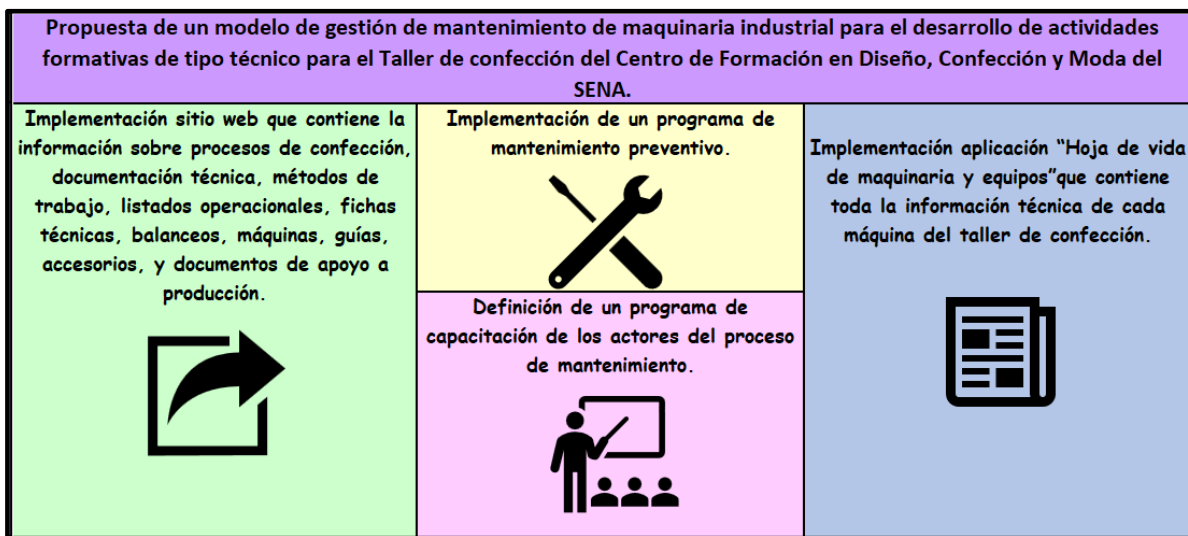 Propuesta de un modelo de gestión de mantenimiento de maquinaria industrial para el desarrollo de actividades
formativas de tipo técnico para el Taller de confección del Centro de Formación en Diseño, Confección y Moda del
SENA.
Implementación sitio web que contiene la
información sobre procesos de confección,
documentación técnica, métodos de
trabajo, listados operacionales, fichas
técnicas, balanceos, máquinas, guías,
accesorios, y documentos de apoyo a
producción.
Implementación de un programa de
mantenimiento preventivo.
Definición de un programa de
capacitación de los actores del proceso
de mantenimiento.
Implementación aplicación “Hoja de vida
de maquinaria y equipos”que contiene
toda la información técnica de cada
máquina del taller de confección.